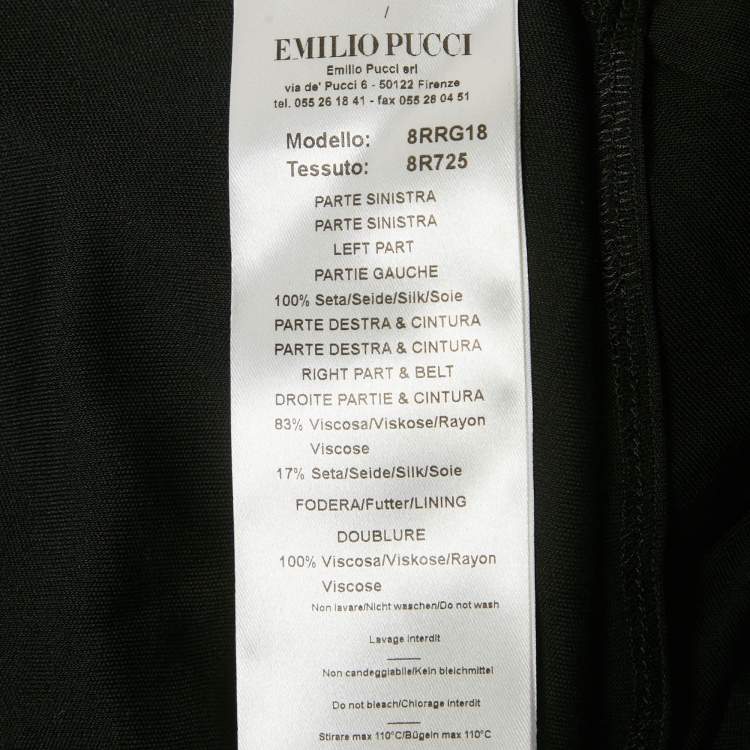 EMILIO PUCCI
Emilio Pucci srl
via de' Pucci 6 - 50122 Firenze
tel. 055 26 18 41 - fax 055 28 04 51
Modello: 8RRG18
Tessuto: 8R725
PARTE SINISTRA
PARTE SINISTRA
LEFT PART
PARTIE GAUCHE
100% Seta/Seide/Silk/Soie
PARTE DESTRA & CINTURA
PARTE DESTRA & CINTURA
RIGHT PART & BELT
DROITE PARTIE & CINTURA
83% Viscosa/Viskose/Rayon
Viscose
17% Seta/Seide/Silk/Soie
FODERA/Futter/LINING
DOUBLURE
100% Viscosa/Viskose/Rayon
Viscose
Non lavare/Nicht waschen/Do not wash
Lavage interdit
Non candeggiabile/Kein bleichmittel
Do not bleach/Chlorage interdit
Stirare max 110°C/Bügeln max 110°C